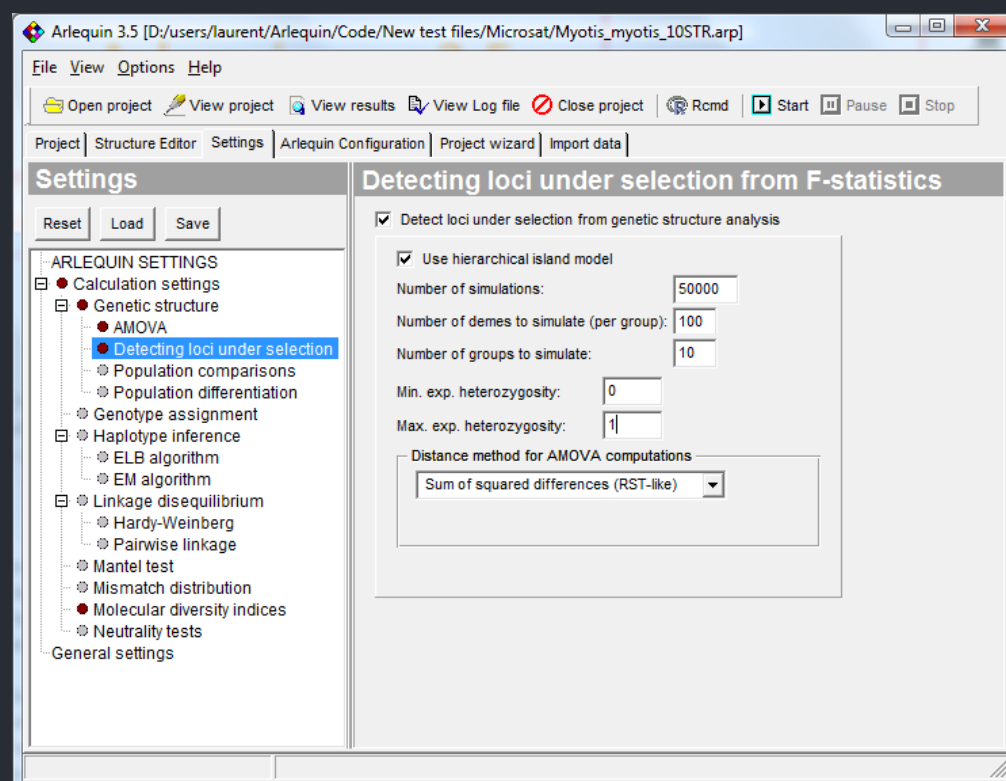 Arlequin 3.5 [D:/users/laurent/Arlequin/Code/New test files/Microsat/Myotis_myotis_10STR.arp]
File View Options Help
Open project View project View results View Log file Close project Rcmd Start Pause Stop
Project Structure Editor Settings Arlequin Configuration Project wizard Import data
Settings
Reset Load Save
ARLEQUIN SETTINGS
Calculation settings
Genetic structure
AMOVA
Detecting loci under selection
Population comparisons
Population differentiation
Genotype assignment
Haplotype inference
ELB algorithm
EM algorithm
Linkage disequilibrium
Hardy-Weinberg
Pairwise linkage
Mantel test
Mismatch distribution
Molecular diversity indices
Neutrality tests
General settings
Detecting loci under selection from F-statistics
Detect loci under selection from genetic structure analysis
Use hierarchical island model
Number of simulations: 50000
Number of demes to simulate (per group): 100
Number of groups to simulate: 10
Min. exp. heterozygosity: 0
Max. exp. heterozygosity: 1
Distance method for AMOVA computations
Sum of squared differences (RST-like)